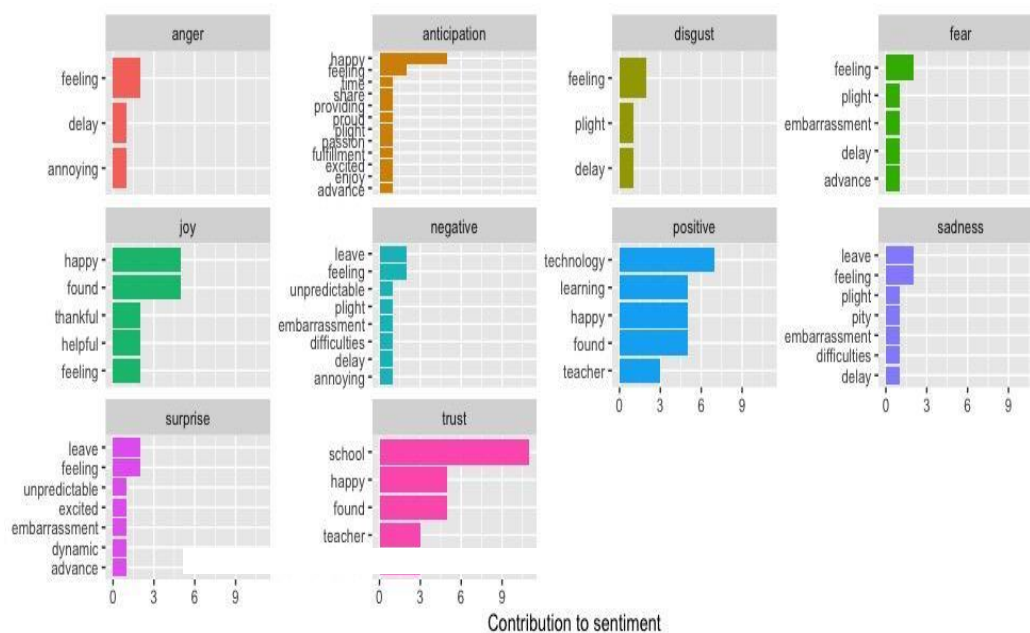 anger
feeling
delay
annoying
anticipation
happy
feeling
time
share
providing
proud
plight
passion
fulfillment
excited
enjoy
advance
disgust
feeling
plight
delay
fear
feeling
plight
embarrassment
delay
advance
joy
happy
found
thankful
helpful
feeling
negative
leave
feeling
unpredictable
plight
embarrassment
difficulties
delay
annoying
positive
technology
learning
happy
found
teacher
0 3 6 9
sadness
leave
feeling
plight
pity
embarrassment
difficulties
delay
0 3 6 9
surprise
leave
feeling
unpredictable
excited
embarrassment
dynamic
advance
0 3 6 9
trust
school
happy
found
teacher
0 3 6 9
Contribution to sentiment